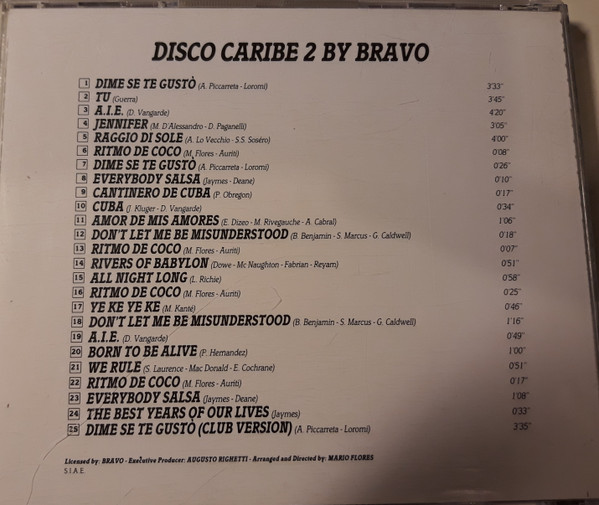 DISCO CARIBE 2 BY BRAVO
1 DIME SE TE GUSTÒ (A. Piccarreta - Loromi) 3'33"
2 TU (Guerra) 3'45"
3 A.I.E. (D. Vangarde) 4'20"
4 JENNIFER (M. D'Alessandro - D. Paganelli) 3'05"
5 RAGGIO DI SOLE (A. Lo Vecchio - S.S. Soséro) 4'00"
6 RITMO DE COCO (M. Flores - Auriti) 0'08"
7 DIME SE TE GUSTÒ (A. Piccarreta - Loromi) 0'26"
8 EVERYBODY SALSA (Jaymes - Deane) 0'10"
9 CANTINERO DE CUBA (P. Obregon) 0'17"
10 CUBA (J. Kluger - D. Vangarde) 0'34"
11 AMOR DE MIS AMORES (E. Dizeo - M. Rivegauche - A. Cabral) 1'06"
12 DON'T LET ME BE MISUNDERSTOOD (B. Benjamin - S. Marcus - G. Caldwell) 0'18"
13 RITMO DE COCO (M. Flores - Auriti) 0'07"
14 RIVERS OF BABYLON (Dowe - Mc Naughton - Fabrian - Reyam) 0'51"
15 ALL NIGHT LONG (L. Richie) 0'58"
16 RITMO DE COCO (M. Flores - Auriti) 0'25"
17 YE KE YE KE (M. Kanté) 0'46"
18 DON'T LET ME BE MISUNDERSTOOD (B. Benjamin - S. Marcus - G. Caldwell) 1'16"
19 A.I.E. (D. Vangarde) 0'49"
20 BORN TO BE ALIVE (P. Hernandez) 1'00"
21 WE RULE (S. Laurence - Mac Donald - E. Cochrane) 0'51"
22 RITMO DE COCO (M. Flores - Auriti) 0'17"
23 EVERYBODY SALSA (Jaymes - Deane) 1'08"
24 THE BEST YEARS OF OUR LIVES (Jaymes) 0'33"
25 DIME SE TE GUSTÒ (CLUB VERSION) (A. Piccarreta - Loromi) 3'35"
Licensed by: BRAVO - Executive Producer: AUGUSTO RIGHETTI - Arranged and Directed by: MARIO FLORES
S.I.A.E.